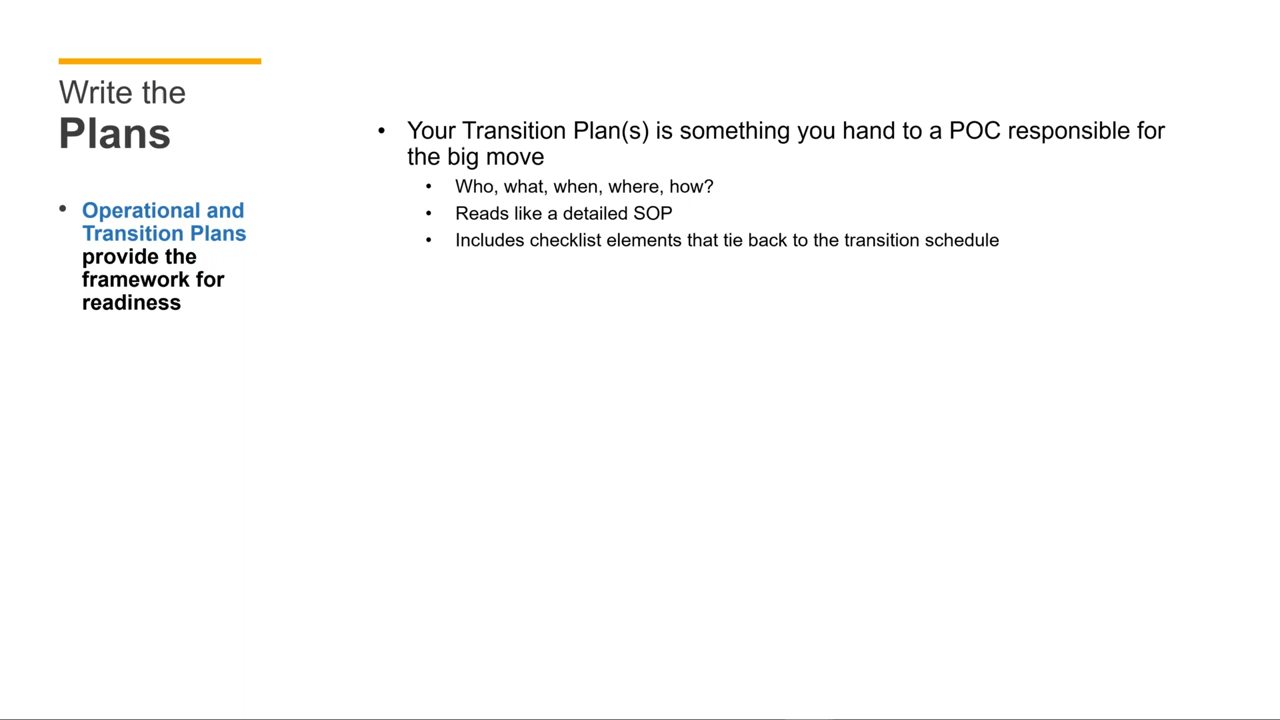 Write the
Plans
• Operational and
Transition Plans
provide the
framework for
readiness
• Your Transition Plan(s) is something you hand to a POC responsible for
the big move
• Who, what, when, where, how?
• Reads like a detailed SOP
• Includes checklist elements that tie back to the transition schedule